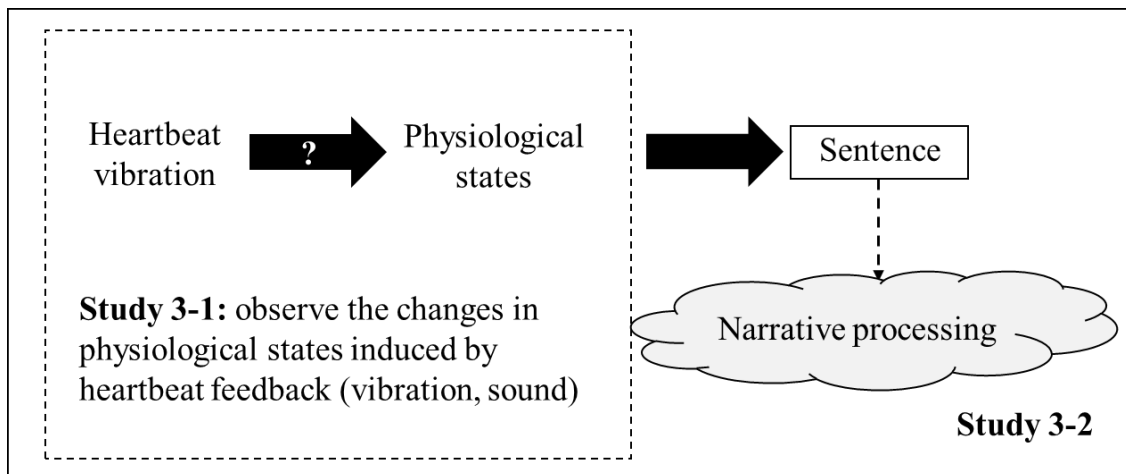 Heartbeat
vibration
?
Physiological
states
Sentence
Study 3-1: observe the changes in
physiological states induced by
heartbeat feedback (vibration, sound)
Narrative processing
Study 3-2